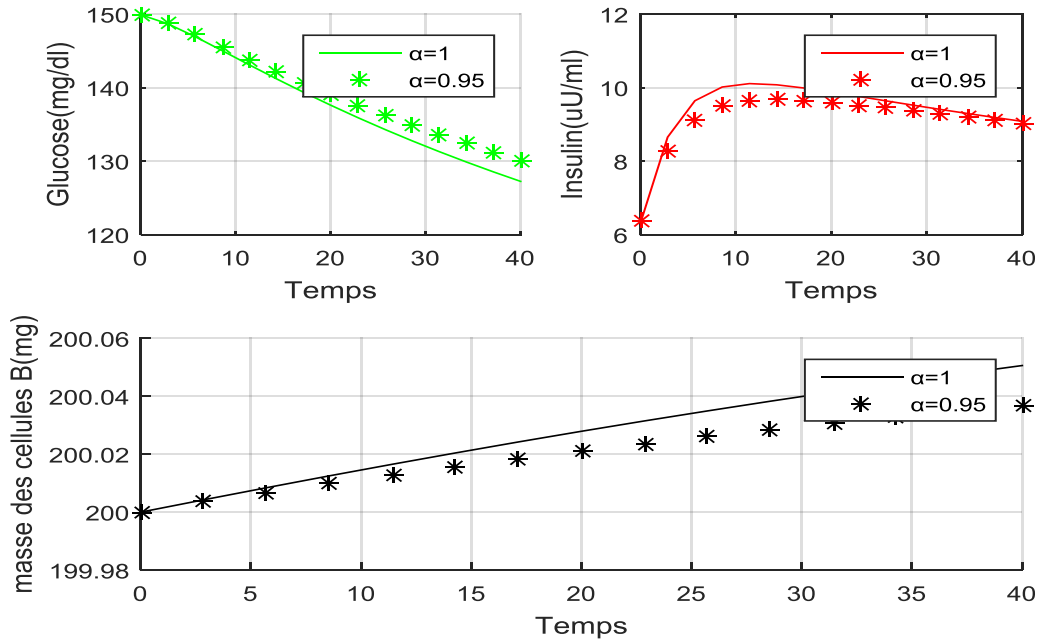 Glucose(mg/dl)
150
140
130
120
0
10
20
30
40
Temps
α=1
α=0.95
Insulin(uU/ml)
12
10
8
6
0
10
20
30
40
Temps
α=1
α=0.95
masse des cellules B(mg)
200.06
200.04
200.02
200
199.98
0
5
10
15
20
25
30
35
40
Temps
α=1
α=0.95